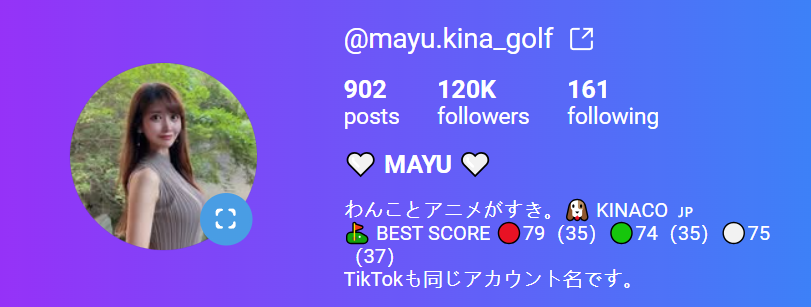 @mayu.kina_golf
902 120K 161
posts followers following
🤍 MAYU 🤍
わんことアニメがすき。🐶 KINACO JP
⛳ BEST SCORE 🔴79（35）🟢74（35）⚪75
（37）
TikTokも同じアカウント名です。